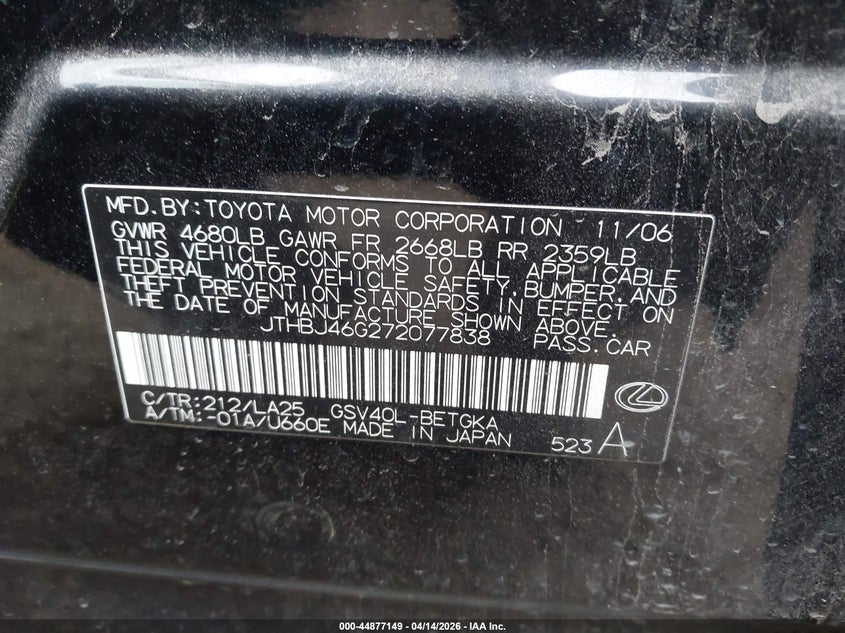 MFD. BY: TOYOTA MOTOR CORPORATION 11/06
GVWR 4680LB GAWR FR 2668LB RR 2359LB
THIS VEHICLE CONFORMS TO ALL APPLICABLE
FEDERAL MOTOR VEHICLE SAFETY, BUMPER, AND
THEFT PREVENTION STANDARDS IN EFFECT ON
THE DATE OF MANUFACTURE SHOWN ABOVE.
JTHBJ46G272077838 PASS. CAR
C/TR: 212/LA25 GSV40L-BETGKA
A/TM: -01A/U660E MADE IN JAPAN 523 A
000-44877149 - 04/14/2026 - IAA Inc.